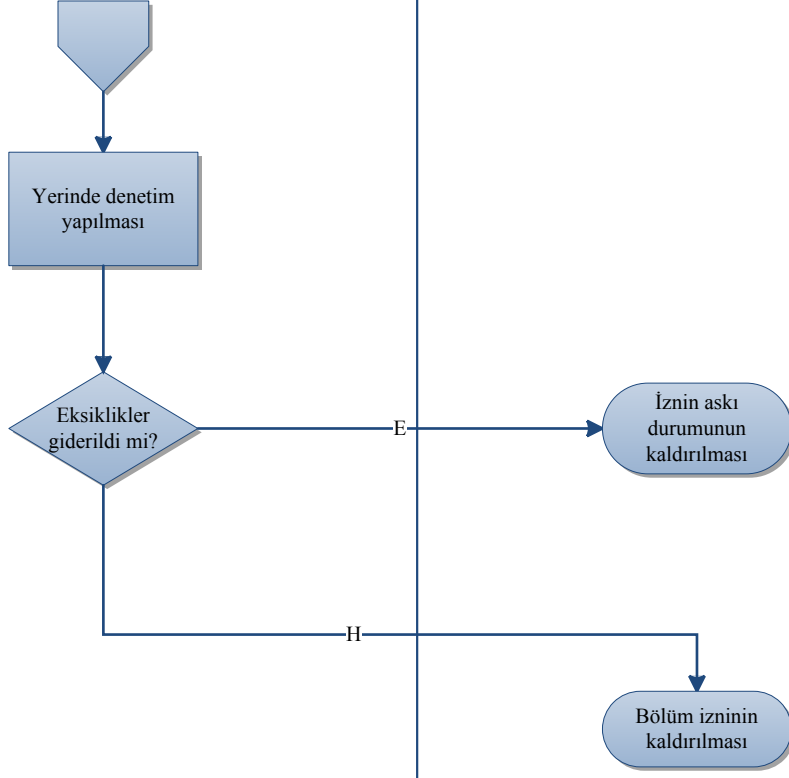 Yerinde denetim
yapılması
Eksiklikler
giderildi mi?
E
İznin askı
durumunun
kaldırılması
H
Bölüm izninin
kaldırılması